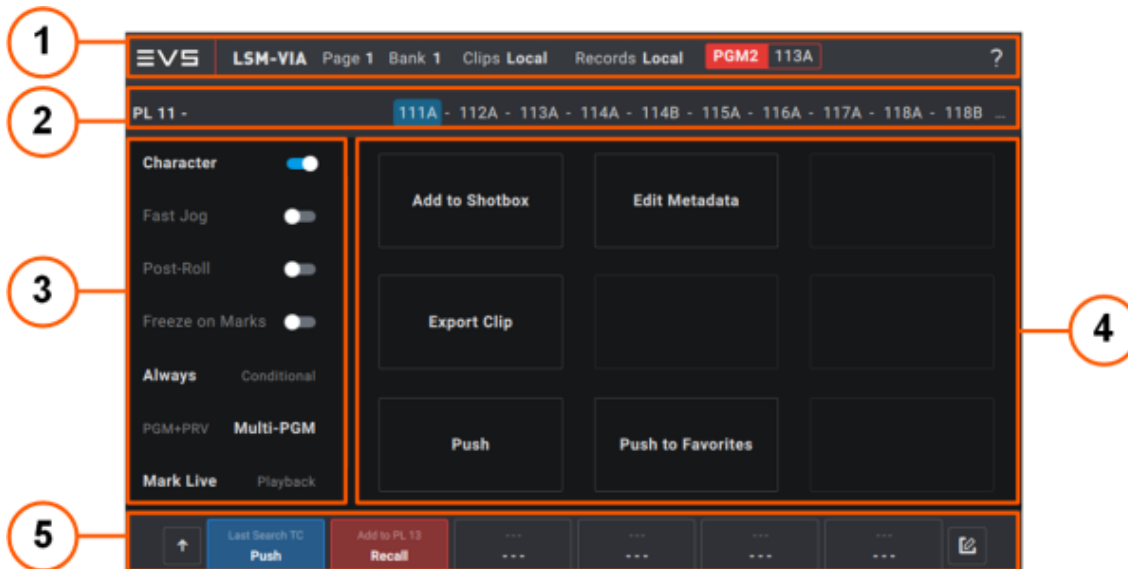 1
EVS LSM-VIA Page 1 Bank 1 Clips Local Records Local PGM2 113A ?
2
PL 11 - 111A - 112A - 113A - 114A - 114B - 115A - 116A - 117A - 118A - 118B ...
Character
Fast Jog
Post-Roll
Freeze on Marks
Always Conditional
PGM+PRV Multi-PGM
Mark Live Playback
3
Add to Shotbox Edit Metadata
Export Clip
Push Push to Favorites
4
5
Last Search TC Add to PL 13 --- --- --- ---
Push Recall --- --- --- ---